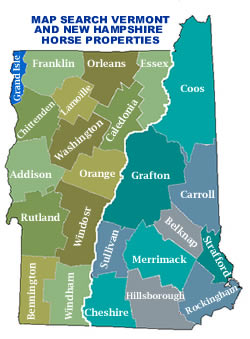 MAP SEARCH VERMONT
AND NEW HAMPSHIRE
HORSE PROPERTIES
Grand Isle
Franklin
Orleans
Essex
Coos
Lamoille
Chittenden
Caledonia
Washington
Addison
Orange
Grafton
Carroll
Rutland
Windosr
Belknap
Sullivan
Strafford
Merrimack
Bennington
Windham
Hillsborough
Rockingham
Cheshire